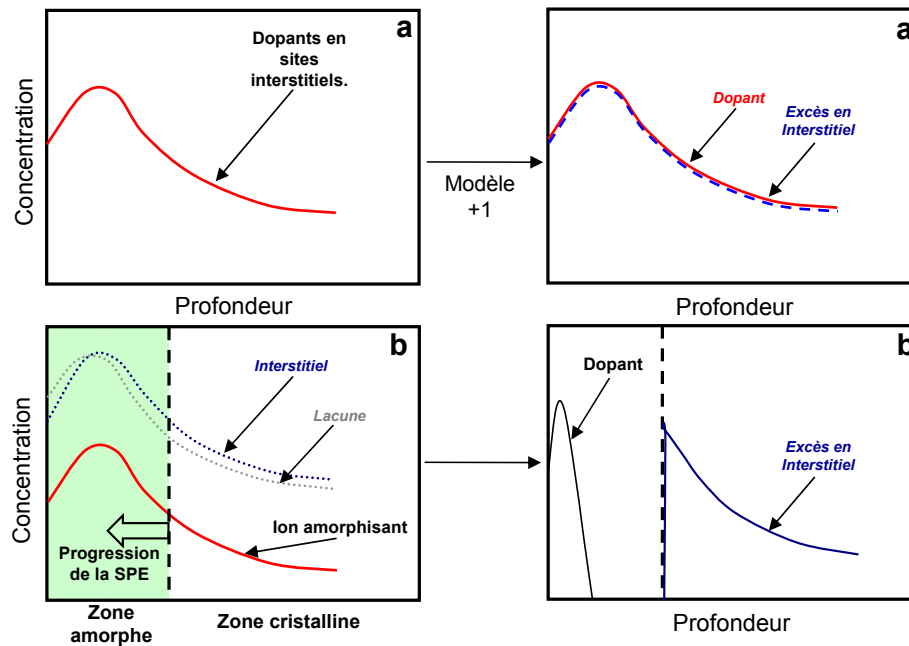 a
Dopants en
sites
interstitiels.
Concentration
Profondeur
Modèle
+1
a
Dopant
Excès en
Interstitiel
Profondeur
b
Interstitiel
Lacune
Concentration
Ion amorphisant
Progression
de la SPE
Zone
amorphe
Zone cristalline
b
Dopant
Excès en
Interstitiel
Profondeur